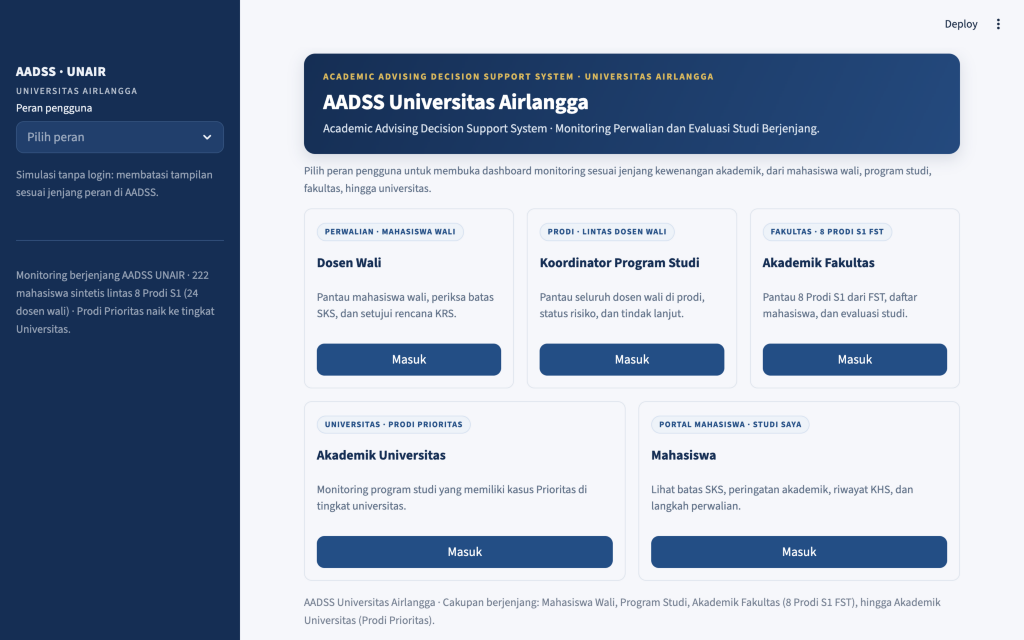 Deploy
AADSS · UNAIR
UNIVERSITAS AIRLANGGA
Peran pengguna
Pilih peran
Simulasi tanpa login: membatasi tampilan
sesuai jenjang peran di AADSS.
Monitoring berjenjang AADSS UNAIR · 222
mahasiswa sintetis lintas 8 Prodi S1 (24
dosen wali) · Prodi Prioritas naik ke tingkat
Universitas.
ACADEMIC ADVISING DECISION SUPPORT SYSTEM · UNIVERSITAS AIRLANGGA
AADSS Universitas Airlangga
Academic Advising Decision Support System · Monitoring Perwalian dan Evaluasi Studi Berjenjang.
Pilih peran pengguna untuk membuka dashboard monitoring sesuai jenjang kewenangan akademik, dari mahasiswa wali, program studi,
fakultas, hingga universitas.
PERWALIAN · MAHASISWA WALI
Dosen Wali
Pantau mahasiswa wali, periksa batas
SKS, dan setujui rencana KRS.
Masuk
PRODI · LINTAS DOSEN WALI
Koordinator Program Studi
Pantau seluruh dosen wali di prodi,
status risiko, dan tindak lanjut.
Masuk
FAKULTAS · 8 PRODI S1 FST
Akademik Fakultas
Pantau 8 Prodi S1 dari FST, daftar
mahasiswa, dan evaluasi studi.
Masuk
UNIVERSITAS · PRODI PRIORITAS
Akademik Universitas
Monitoring program studi yang memiliki kasus Prioritas di
tingkat universitas.
Masuk
PORTAL MAHASISWA · STUDI SAYA
Mahasiswa
Lihat batas SKS, peringatan akademik, riwayat KHS, dan
langkah perwalian.
Masuk
AADSS Universitas Airlangga · Cakupan berjenjang: Mahasiswa Wali, Program Studi, Akademik Fakultas (8 Prodi S1 FST), hingga Akademik
Universitas (Prodi Prioritas).